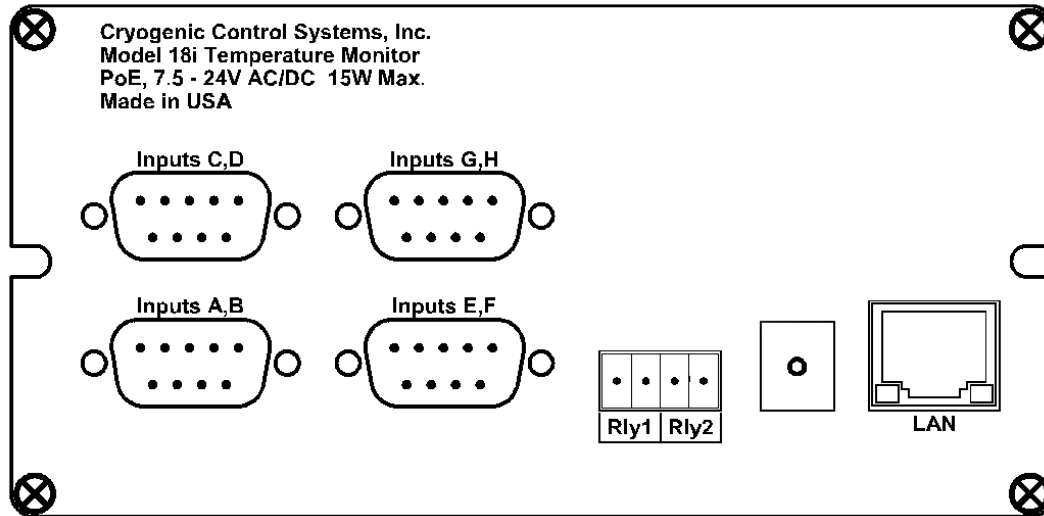 Cryogenic Control Systems, Inc.
Model 18i Temperature Monitor
PoE, 7.5 - 24V AC/DC  15W Max.
Made in USA
Inputs C,D
Inputs G,H
Inputs A,B
Inputs E,F
Rly1
Rly2
LAN